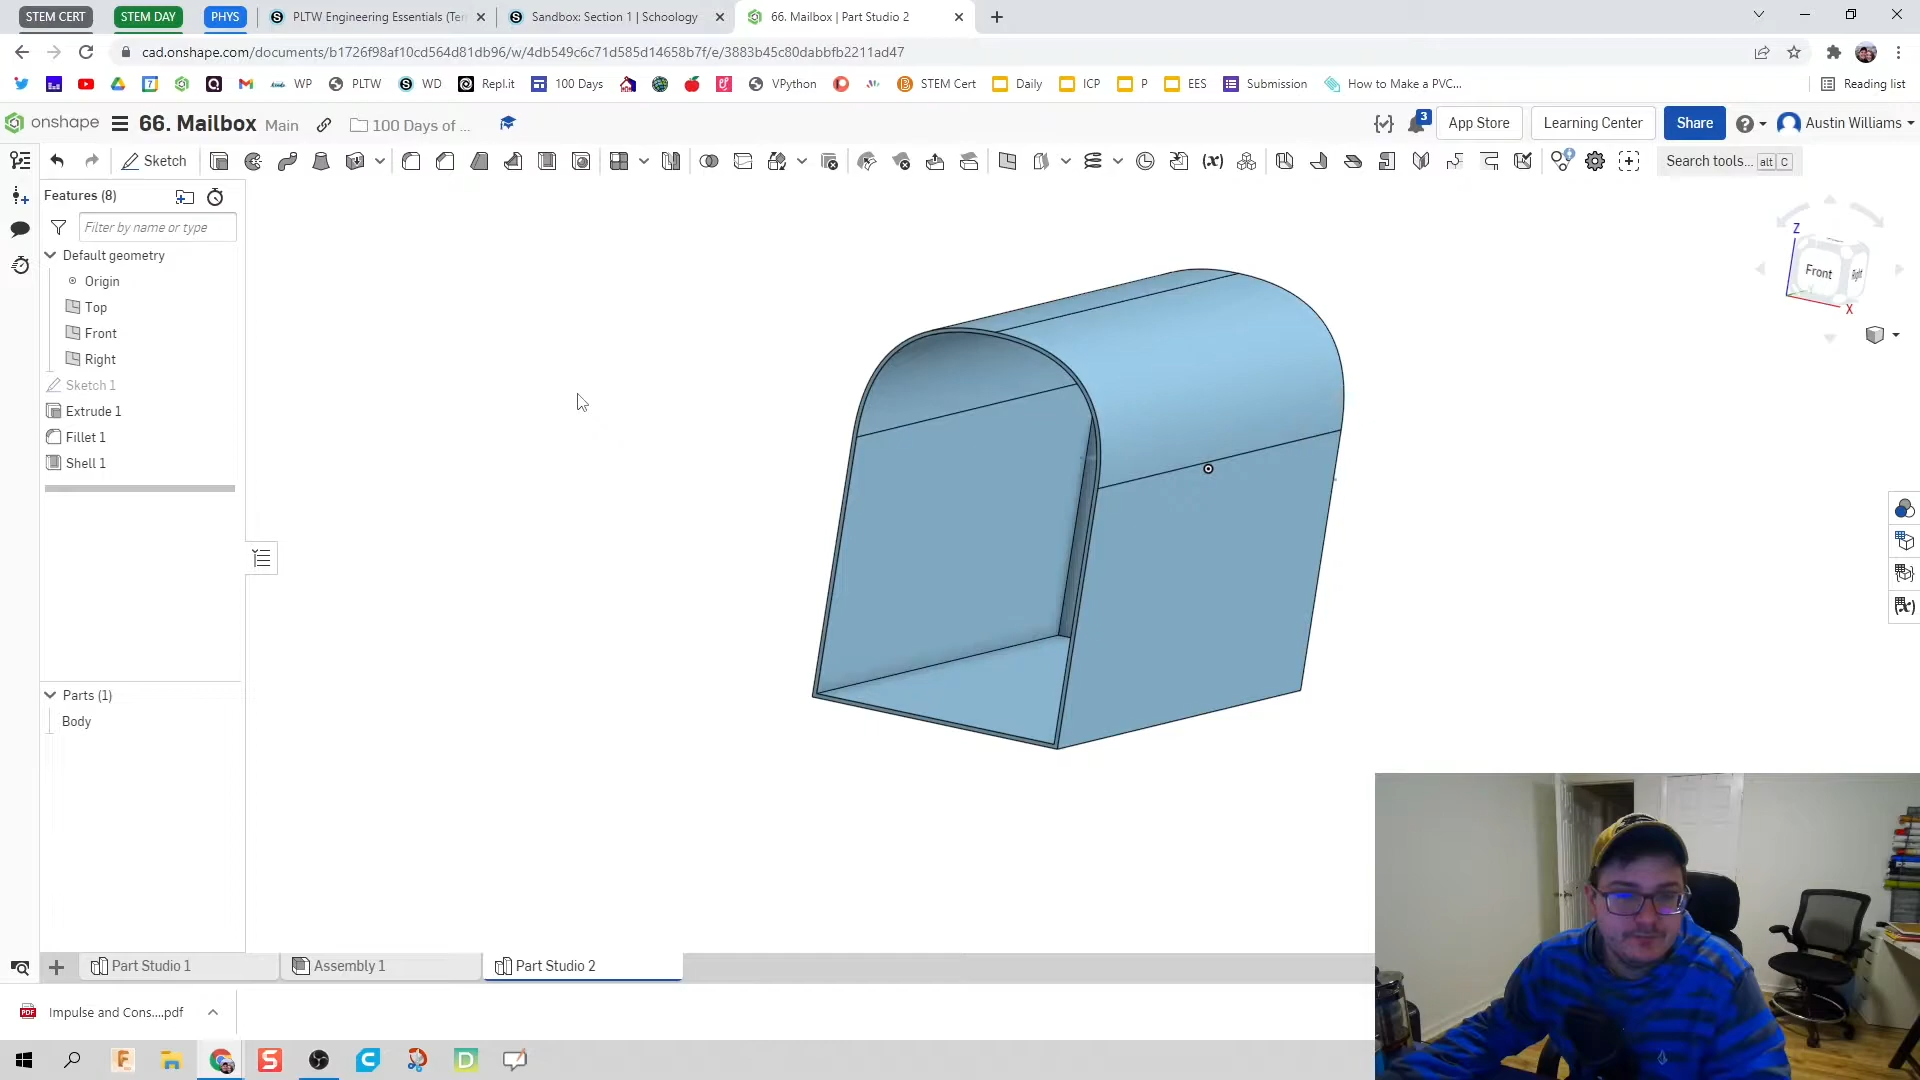 STEM CERT
STEM DAY
PHYS
PLTW Engineering Essentials (Ter
Sandbox: Section 1 | Schoology
66. Mailbox | Part Studio 2
cad.onshape.com/documents/b1726f98af10cd564d81db96/w/4db549c6c71d585d14658b7f/e/3883b45c80dabbfb2211ad47
WP
PLTW
WD
Repl.it
100 Days
VPython
STEM Cert
Daily
ICP
P
EES
Submission
How to Make a PVC...
Reading list
onshape
66. Mailbox
Main
100 Days of ...
3
App Store
Learning Center
Share
Austin Williams
Sketch
Search tools...
alt
C
Features (8)
Filter by name or type
Default geometry
Origin
Top
Front
Right
Sketch 1
Extrude 1
Fillet 1
Shell 1
Z
Front
Right
X
Parts (1)
Body
Part Studio 1
Assembly 1
Part Studio 2
PDF
Impulse and Cons....pdf